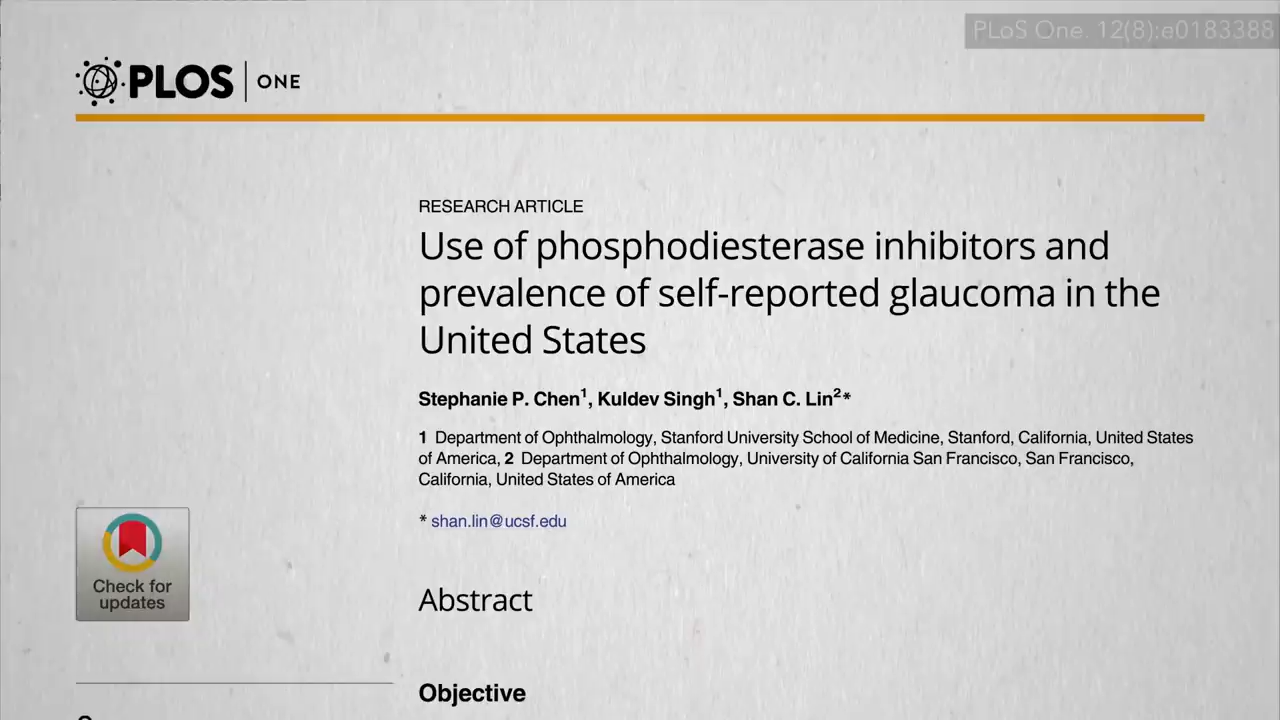 PLoS One. 12(8):e0183388
PLOS ONE
RESEARCH ARTICLE
Use of phosphodiesterase inhibitors and
prevalence of self-reported glaucoma in the
United States
Stephanie P. Chen1, Kuldev Singh1, Shan C. Lin2*
1 Department of Ophthalmology, Stanford University School of Medicine, Stanford, California, United States
of America, 2 Department of Ophthalmology, University of California San Francisco, San Francisco,
California, United States of America
* shan.lin@ucsf.edu
Check for
updates
Abstract
Objective